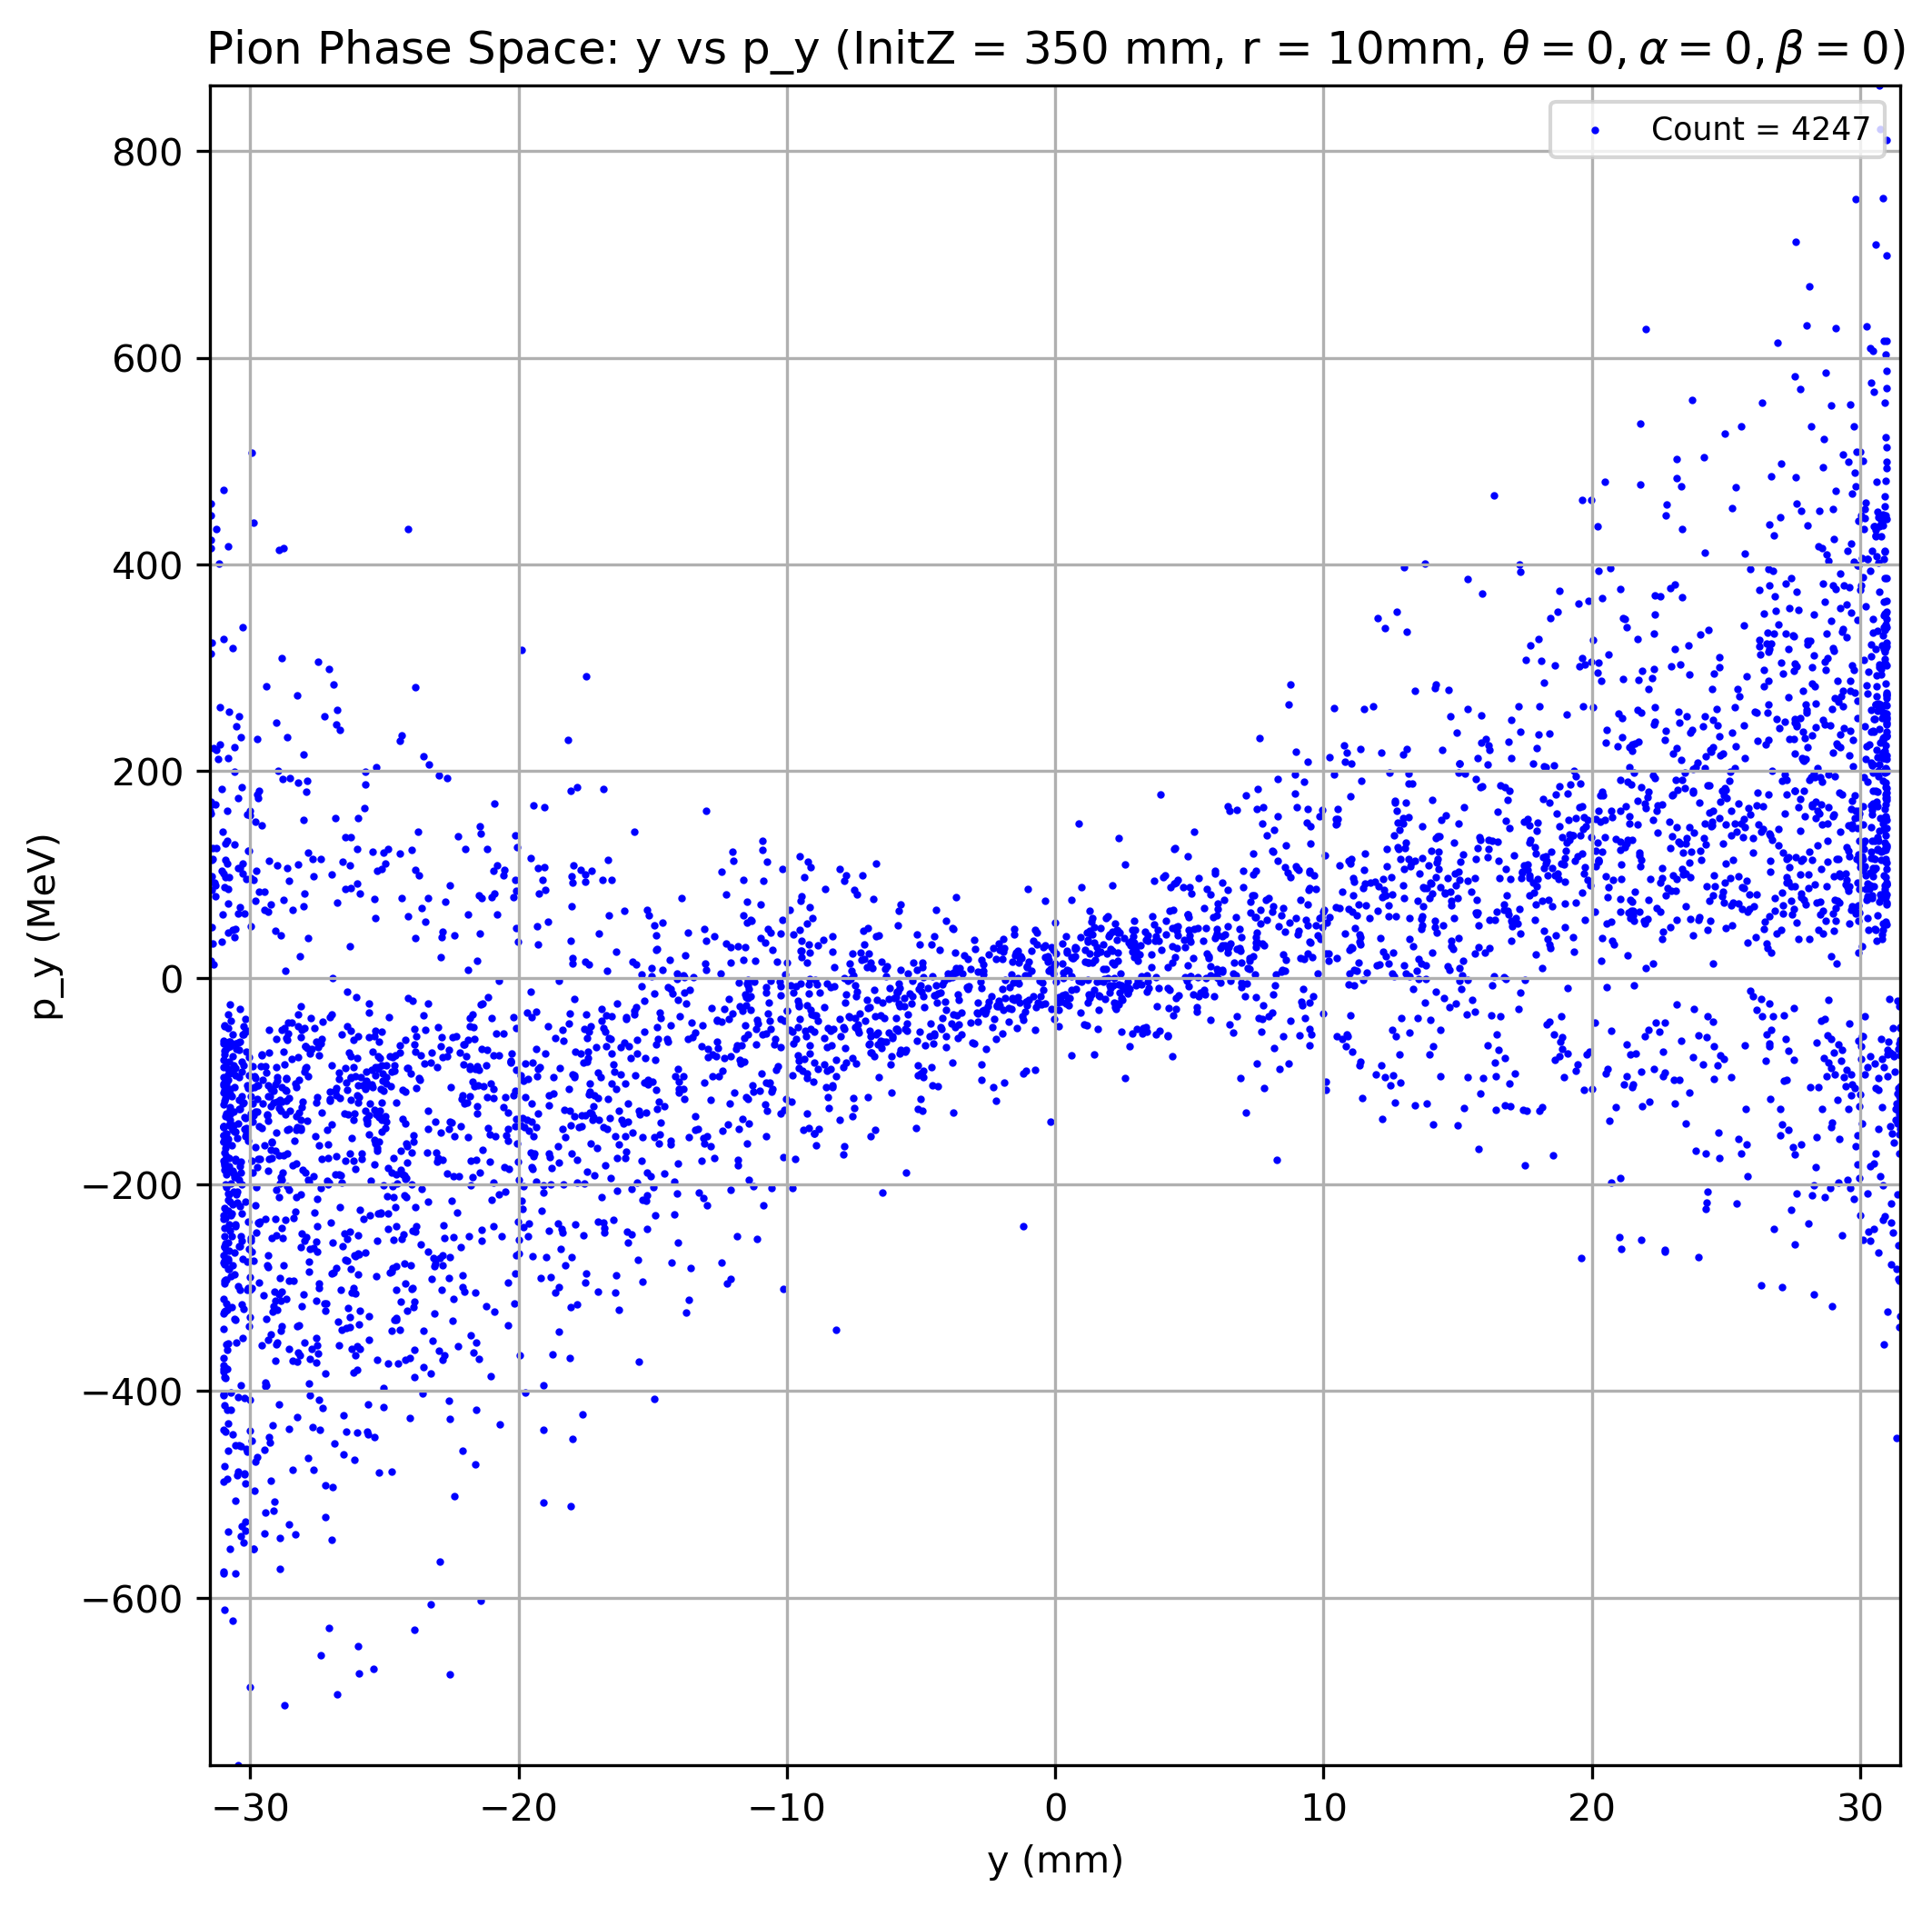 Pion Phase Space: y vs p_y (InitZ = 350 mm, r = 10mm, θ = 0, α = 0, β = 0)
Count = 4247
800
600
400
200
0
−200
−400
−600
p_y (MeV)
−30 −20 −10 0 10 20 30
y (mm)